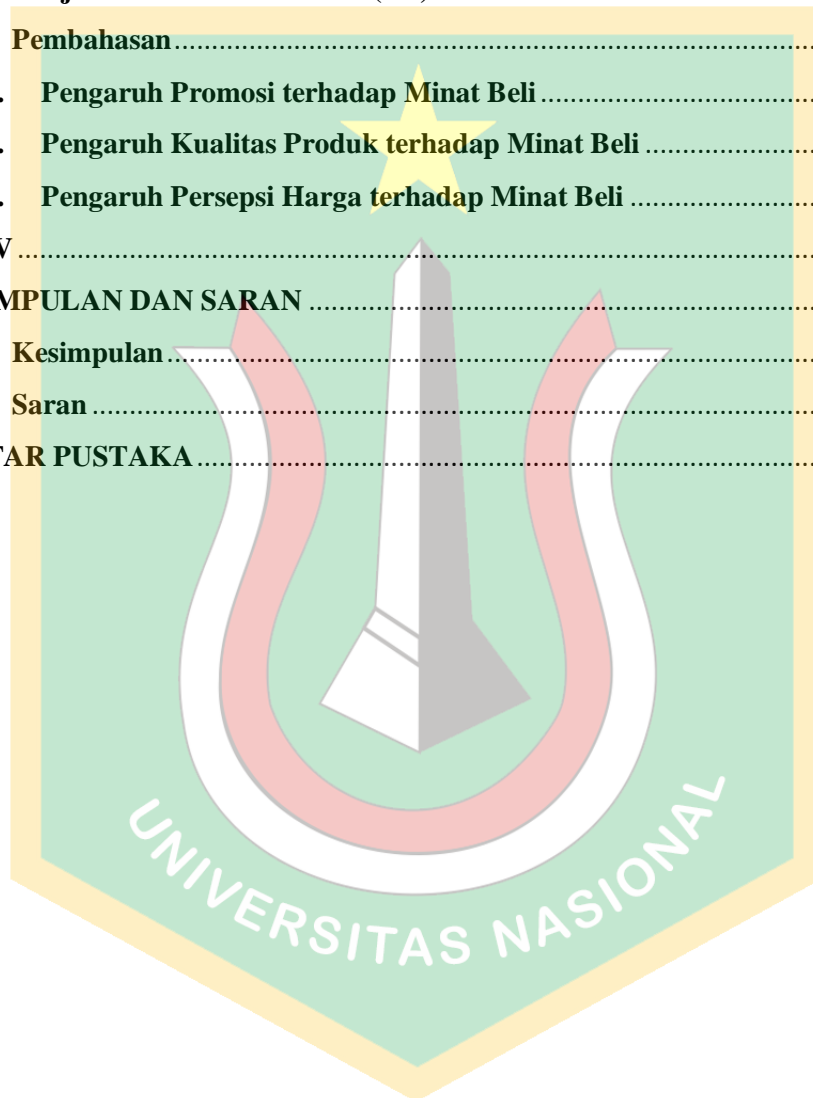 Pembahasan
. Pengaruh Promosi terhadap Minat Beli
. Pengaruh Kualitas Produk terhadap Minat Beli
. Pengaruh Persepsi Harga terhadap Minat Beli
V
MPULAN DAN SARAN
Kesimpulan
Saran
TAR PUSTAKA
UNIVERSITAS NASIONAL